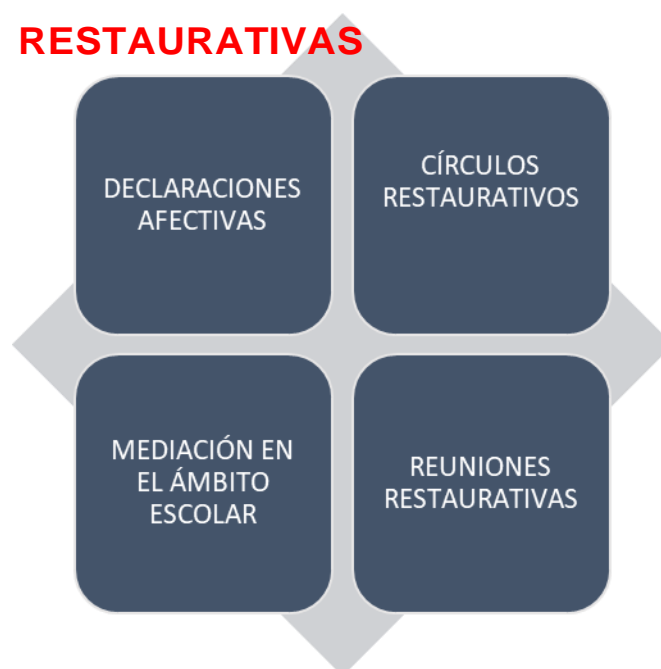 RESTAURATIVAS
DECLARACIONES
AFECTIVAS
CÍRCULOS
RESTAURATIVOS
MEDIACIÓN EN
EL ÁMBITO
ESCOLAR
REUNIONES
RESTAURATIVAS